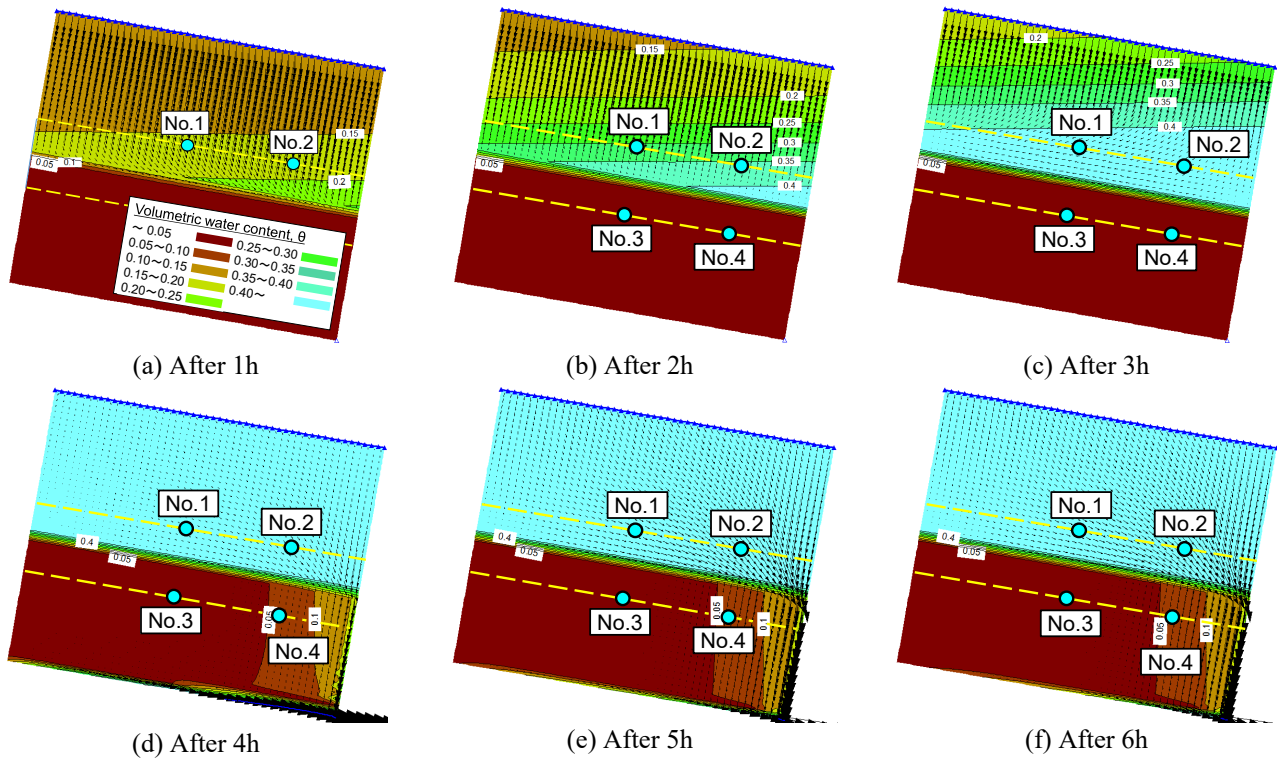 0.15
No.1
No.2
0.05
0.1
0.2
Volumetric water content, θ
～ 0.05
0.25～0.30
0.05～0.10
0.30～0.35
0.10～0.15
0.35～0.40
0.15～0.20
0.40～
0.20～0.25
(a) After 1h
0.15
0.2
No.1
0.25
No.2
0.3
0.05
0.35
0.4
No.3
No.4
(b) After 2h
0.2
0.25
0.3
0.35
No.1
0.4
No.2
0.05
No.3
No.4
(c) After 3h
No.1
No.2
0.4
0.05
0.05
0.1
No.3
No.4
(d) After 4h
No.1
No.2
0.4
0.05
0.05
0.1
No.3
No.4
(e) After 5h
No.1
No.2
0.4
0.05
0.05
0.1
No.3
No.4
(f) After 6h